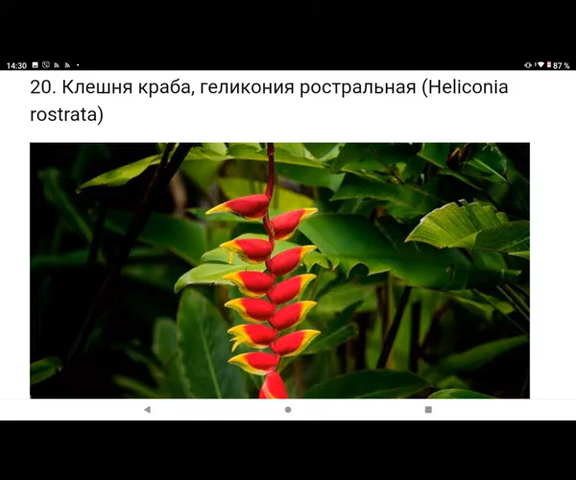 14:30 87 %
20. Клешня краба, геликония ростральная (Heliconia
rostrata)